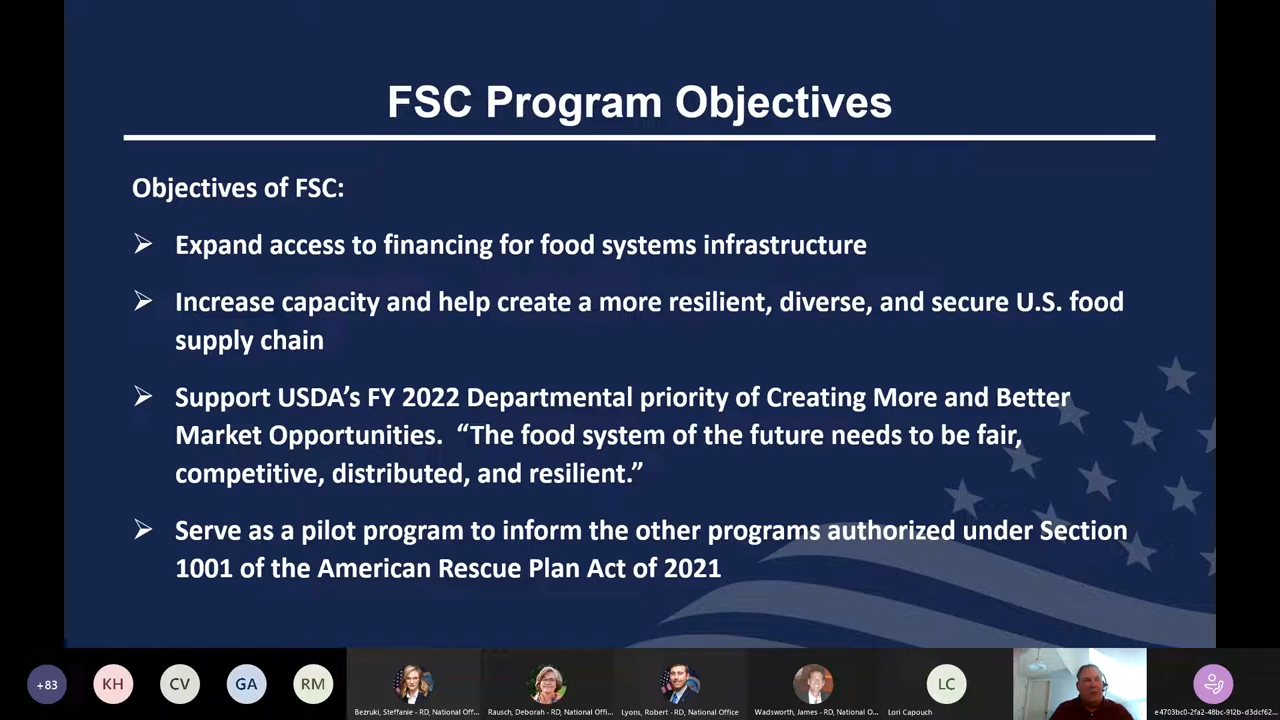 FSC Program Objectives
Objectives of FSC:
Expand access to financing for food systems infrastructure
Increase capacity and help create a more resilient, diverse, and secure U.S. food
supply chain
Support USDA’s FY 2022 Departmental priority of Creating More and Better
Market Opportunities. “The food system of the future needs to be fair,
competitive, distributed, and resilient.”
Serve as a pilot program to inform the other programs authorized under Section
1001 of the American Rescue Plan Act of 2021
+83 KH CV GA RM LC
Bezruki, Steffanie - RD, National Off... Rausch, Deborah - RD, National Offi... Lyons, Robert - RD, National Office Wadsworth, James - RD, National O... Lori Capouch e4703bc0-2fa2-48bc-912b-d3dcf62...